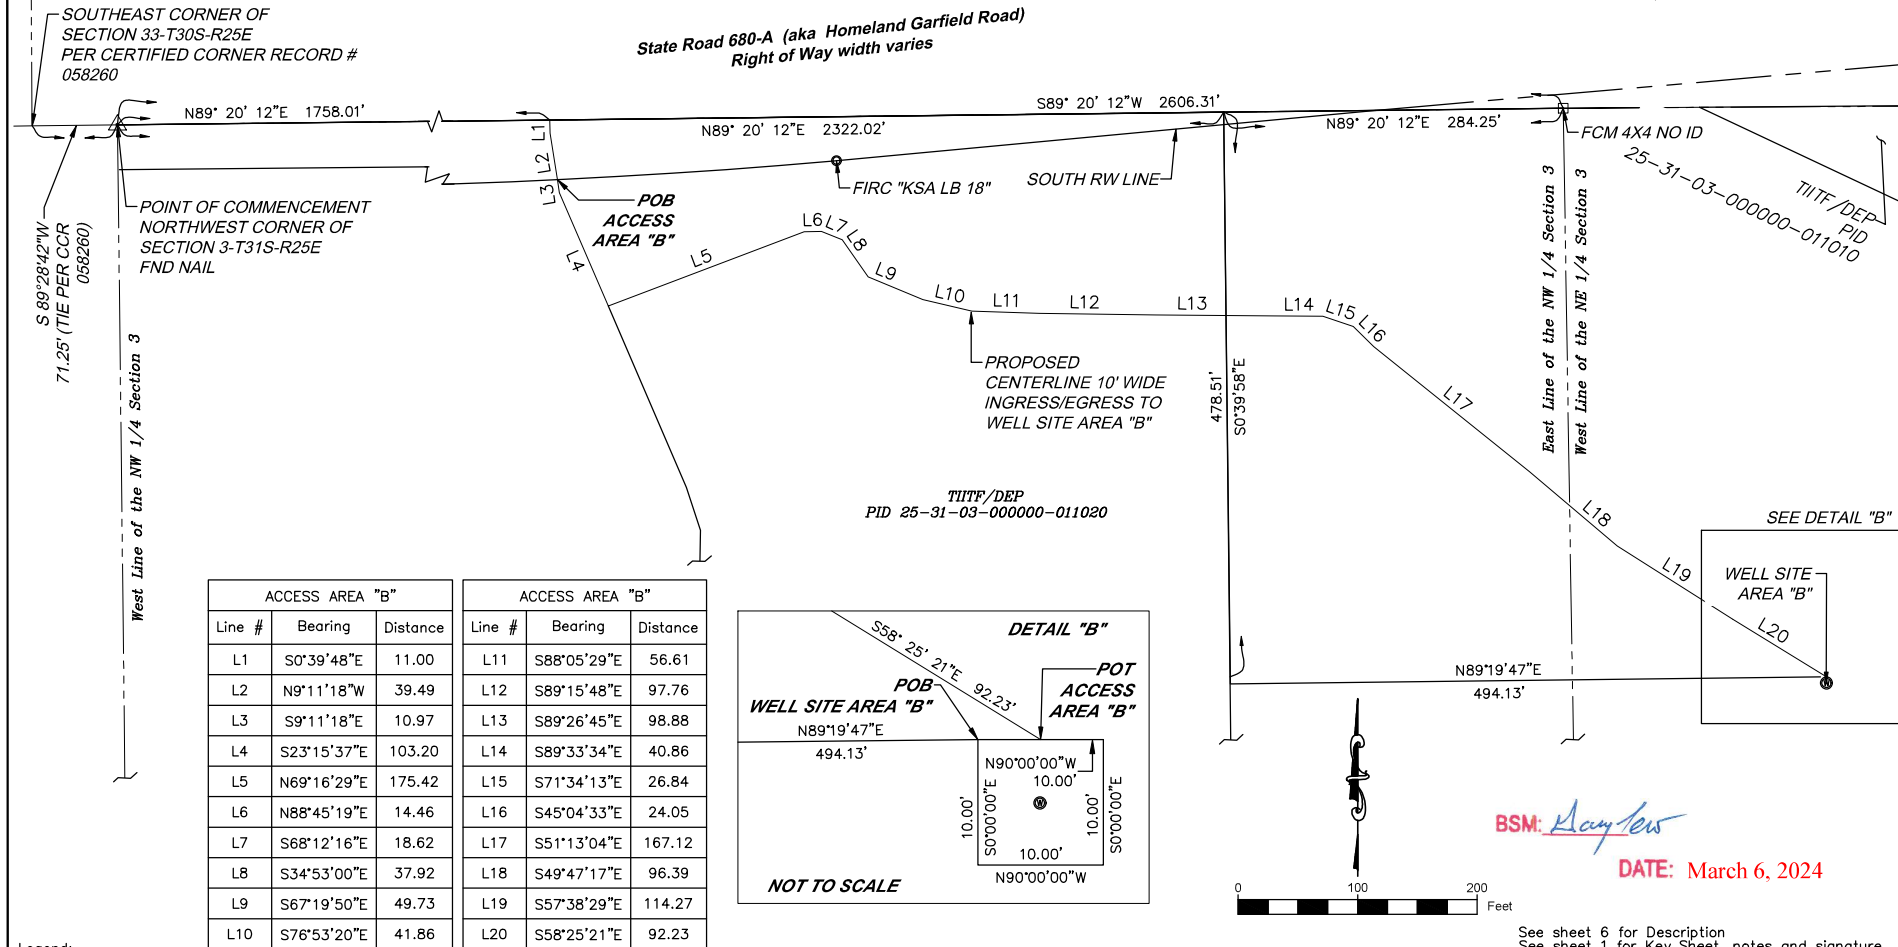 SOUTHEAST CORNER OF
SECTION 33-T30S-R25E
PER CERTIFIED CORNER RECORD #
058260
State Road 680-A (aka Homeland Garfield Road)
Right of Way width varies
N89° 20' 12"E 1758.01'
S89° 20' 12"W 2606.31'
N89° 20' 12"E 2322.02'
N89° 20' 12"E 284.25'
FCM 4X4 NO ID
25-31-03-000000-011010
TIITF/DEP
PID
S 89°28'42"W
71.25' (TIE PER CCR
058260)
POINT OF COMMENCEMENT
NORTHWEST CORNER OF
SECTION 3-T31S-R25E
FND NAIL
L1
L2
L3
L4
POB
ACCESS
AREA "B"
FIRC "KSA LB 18"
SOUTH RW LINE
L5
L6
L7
L8
L9
L10
L11
L12
L13
L14
L15
L16
L17
L18
L19
L20
PROPOSED
CENTERLINE 10' WIDE
INGRESS/EGRESS TO
WELL SITE AREA "B"
478.51'
S0°39'58"E
West Line of the NW 1/4 Section 3
East Line of the NW 1/4 Section 3
West Line of the NE 1/4 Section 3
TIITF/DEP
PID 25-31-03-000000-011020
SEE DETAIL "B"
WELL SITE
AREA "B"
W
N89°19'47"E
494.13'
ACCESS AREA "B"
Line # Bearing Distance
L1 S0°39'48"E 11.00
L2 N9°11'18"W 39.49
L3 S9°11'18"E 10.97
L4 S23°15'37"E 103.20
L5 N69°16'29"E 175.42
L6 N88°45'19"E 14.46
L7 S68°12'16"E 18.62
L8 S34°53'00"E 37.92
L9 S67°19'50"E 49.73
L10 S76°53'20"E 41.86
ACCESS AREA "B"
Line # Bearing Distance
L11 S88°05'29"E 56.61
L12 S89°15'48"E 97.76
L13 S89°26'45"E 98.88
L14 S89°33'34"E 40.86
L15 S71°34'13"E 26.84
L16 S45°04'33"E 24.05
L17 S51°13'04"E 167.12
L18 S49°47'17"E 96.39
L19 S57°38'29"E 114.27
L20 S58°25'21"E 92.23
DETAIL "B"
S58° 25' 21"E 92.23'
POB
WELL SITE AREA "B"
POT
ACCESS
AREA "B"
N89°19'47"E
494.13'
N90°00'00"W
10.00'
10.00'
S0°00'00"E
W
10.00'
S0°00'00"E
10.00'
N90°00'00"W
NOT TO SCALE
BSM:
DATE: March 6, 2024
0 100 200
Feet
See sheet 6 for Description
See sheet 1 for Key Sheet, notes and signature
Legend: